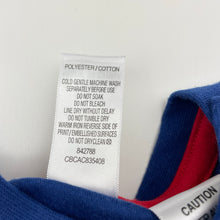 POLYESTER/COTTON
COLD GENTLE MACHINE WASH
SEPARATELY BEFORE USE
DO NOT SOAK
DO NOT BLEACH
LINE DRY WITHOUT DELAY
DO NOT TUMBLE DRY
WARM IRON REVERSE SIDE OF
PRINT/EMBELLISHED SURFACES
DO NOT DRYCLEAN
842788
CBCAC835408
CAUTION